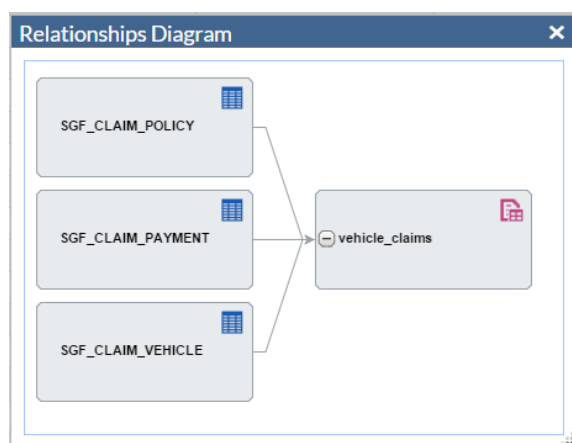 Relationships Diagram
SGF_CLAIM_POLICY
SGF_CLAIM_PAYMENT
vehicle_claims
SGF_CLAIM_VEHICLE